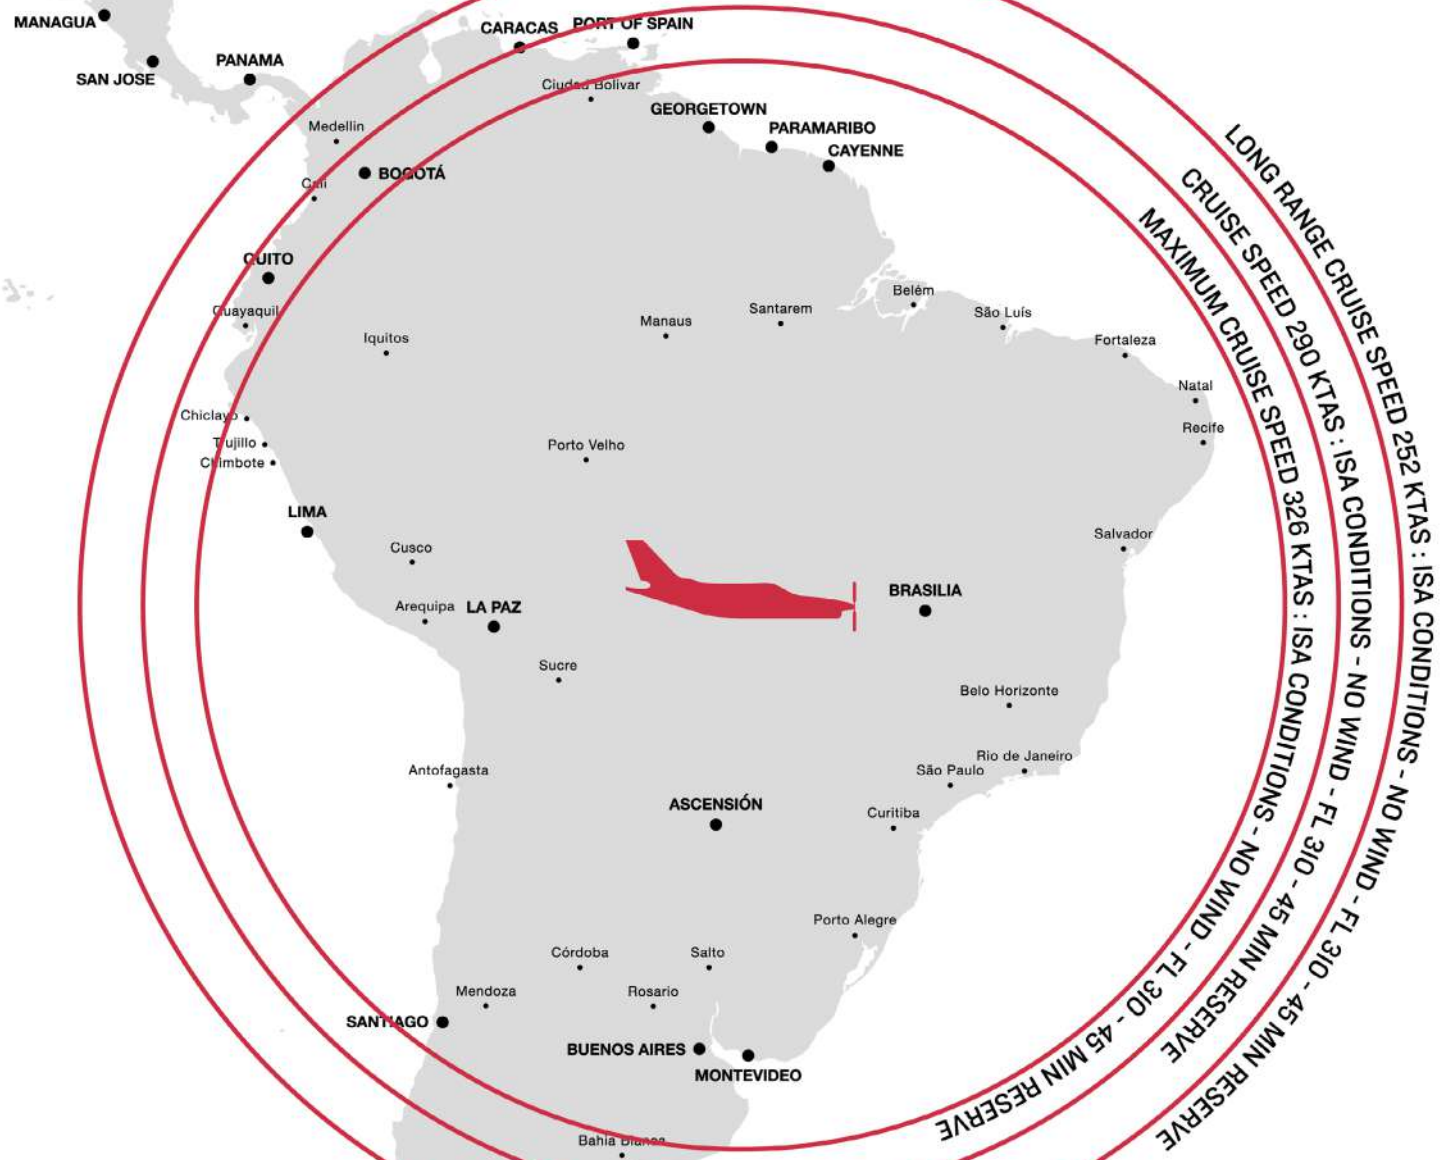 MANAGUA
SAN JOSE
PANAMA
CARACAS
PORT OF SPAIN
Ciudad Bolivar
GEORGETOWN
PARAMARIBO
CAYENNE
Medellin
BOGOTÁ
Cali
QUITO
Guayaquil
Iquitos
Manaus
Santarem
Belém
São Luís
Fortaleza
Natal
Recife
Chiclayo
Trujillo
Chimbote
Porto Velho
LIMA
Cusco
Salvador
Arequipa
LA PAZ
BRASILIA
Sucre
Belo Horizonte
Antofagasta
Rio de Janeiro
São Paulo
ASCENSIÓN
Curitiba
Porto Alegre
Córdoba
Salto
Mendoza
Rosario
SANTIAGO
BUENOS AIRES
MONTEVIDEO
Bahia Blanca
MAXIMUM CRUISE SPEED 326 KTAS : ISA CONDITIONS - NO WIND - FL 310 - 45 MIN RESERVE
CRUISE SPEED 290 KTAS : ISA CONDITIONS - NO WIND - FL 310 - 45 MIN RESERVE
LONG RANGE CRUISE SPEED 252 KTAS : ISA CONDITIONS - NO WIND - FL 310 - 45 MIN RESERVE